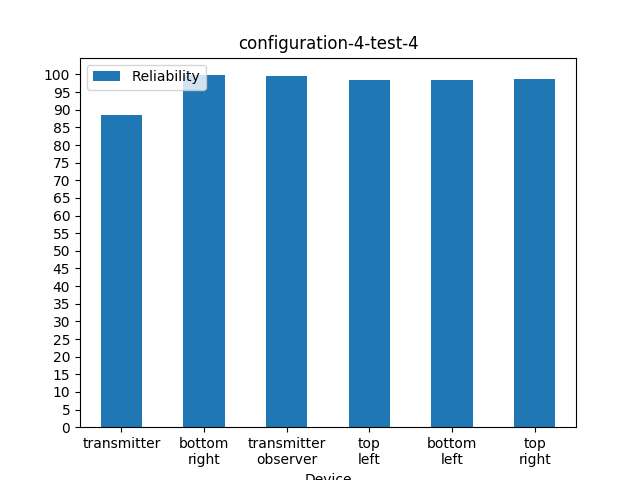 configuration-4-test-4
Reliability
100
95
90
85
80
75
70
65
60
55
50
45
40
35
30
25
20
15
10
5
0
transmitter
bottom
right
transmitter
observer
top
left
bottom
left
top
right
Device